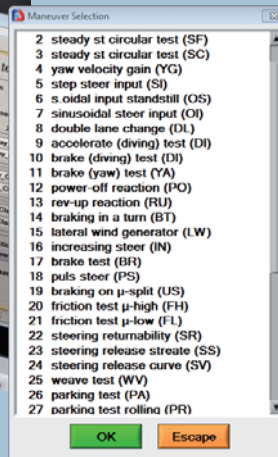 Maneuver Selection
2 steady st circular test (SF)
3 steady st circular test (SC)
4 yaw velocity gain (YG)
5 step steer input (SI)
6 s.oidal input standstill (OS)
7 sinusoidal steer input (OI)
8 double lane change (DL)
9 accelerate (diving) test (DI)
10 brake (diving) test (DI)
11 brake (yaw) test (YA)
12 power-off reaction (PO)
13 rev-up reaction (RU)
14 braking in a turn (BT)
15 lateral wind generator (LW)
16 increasing steer (IN)
17 brake test (BR)
18 puls steer (PS)
19 braking on µ-split (US)
20 friction test µ-high (FH)
21 friction test µ-low (FL)
22 steering returnability (SR)
23 steering release streate (SS)
24 steering release curve (SV)
25 weave test (WV)
26 parking test (PA)
27 parking test rolling (PR)
OK Escape